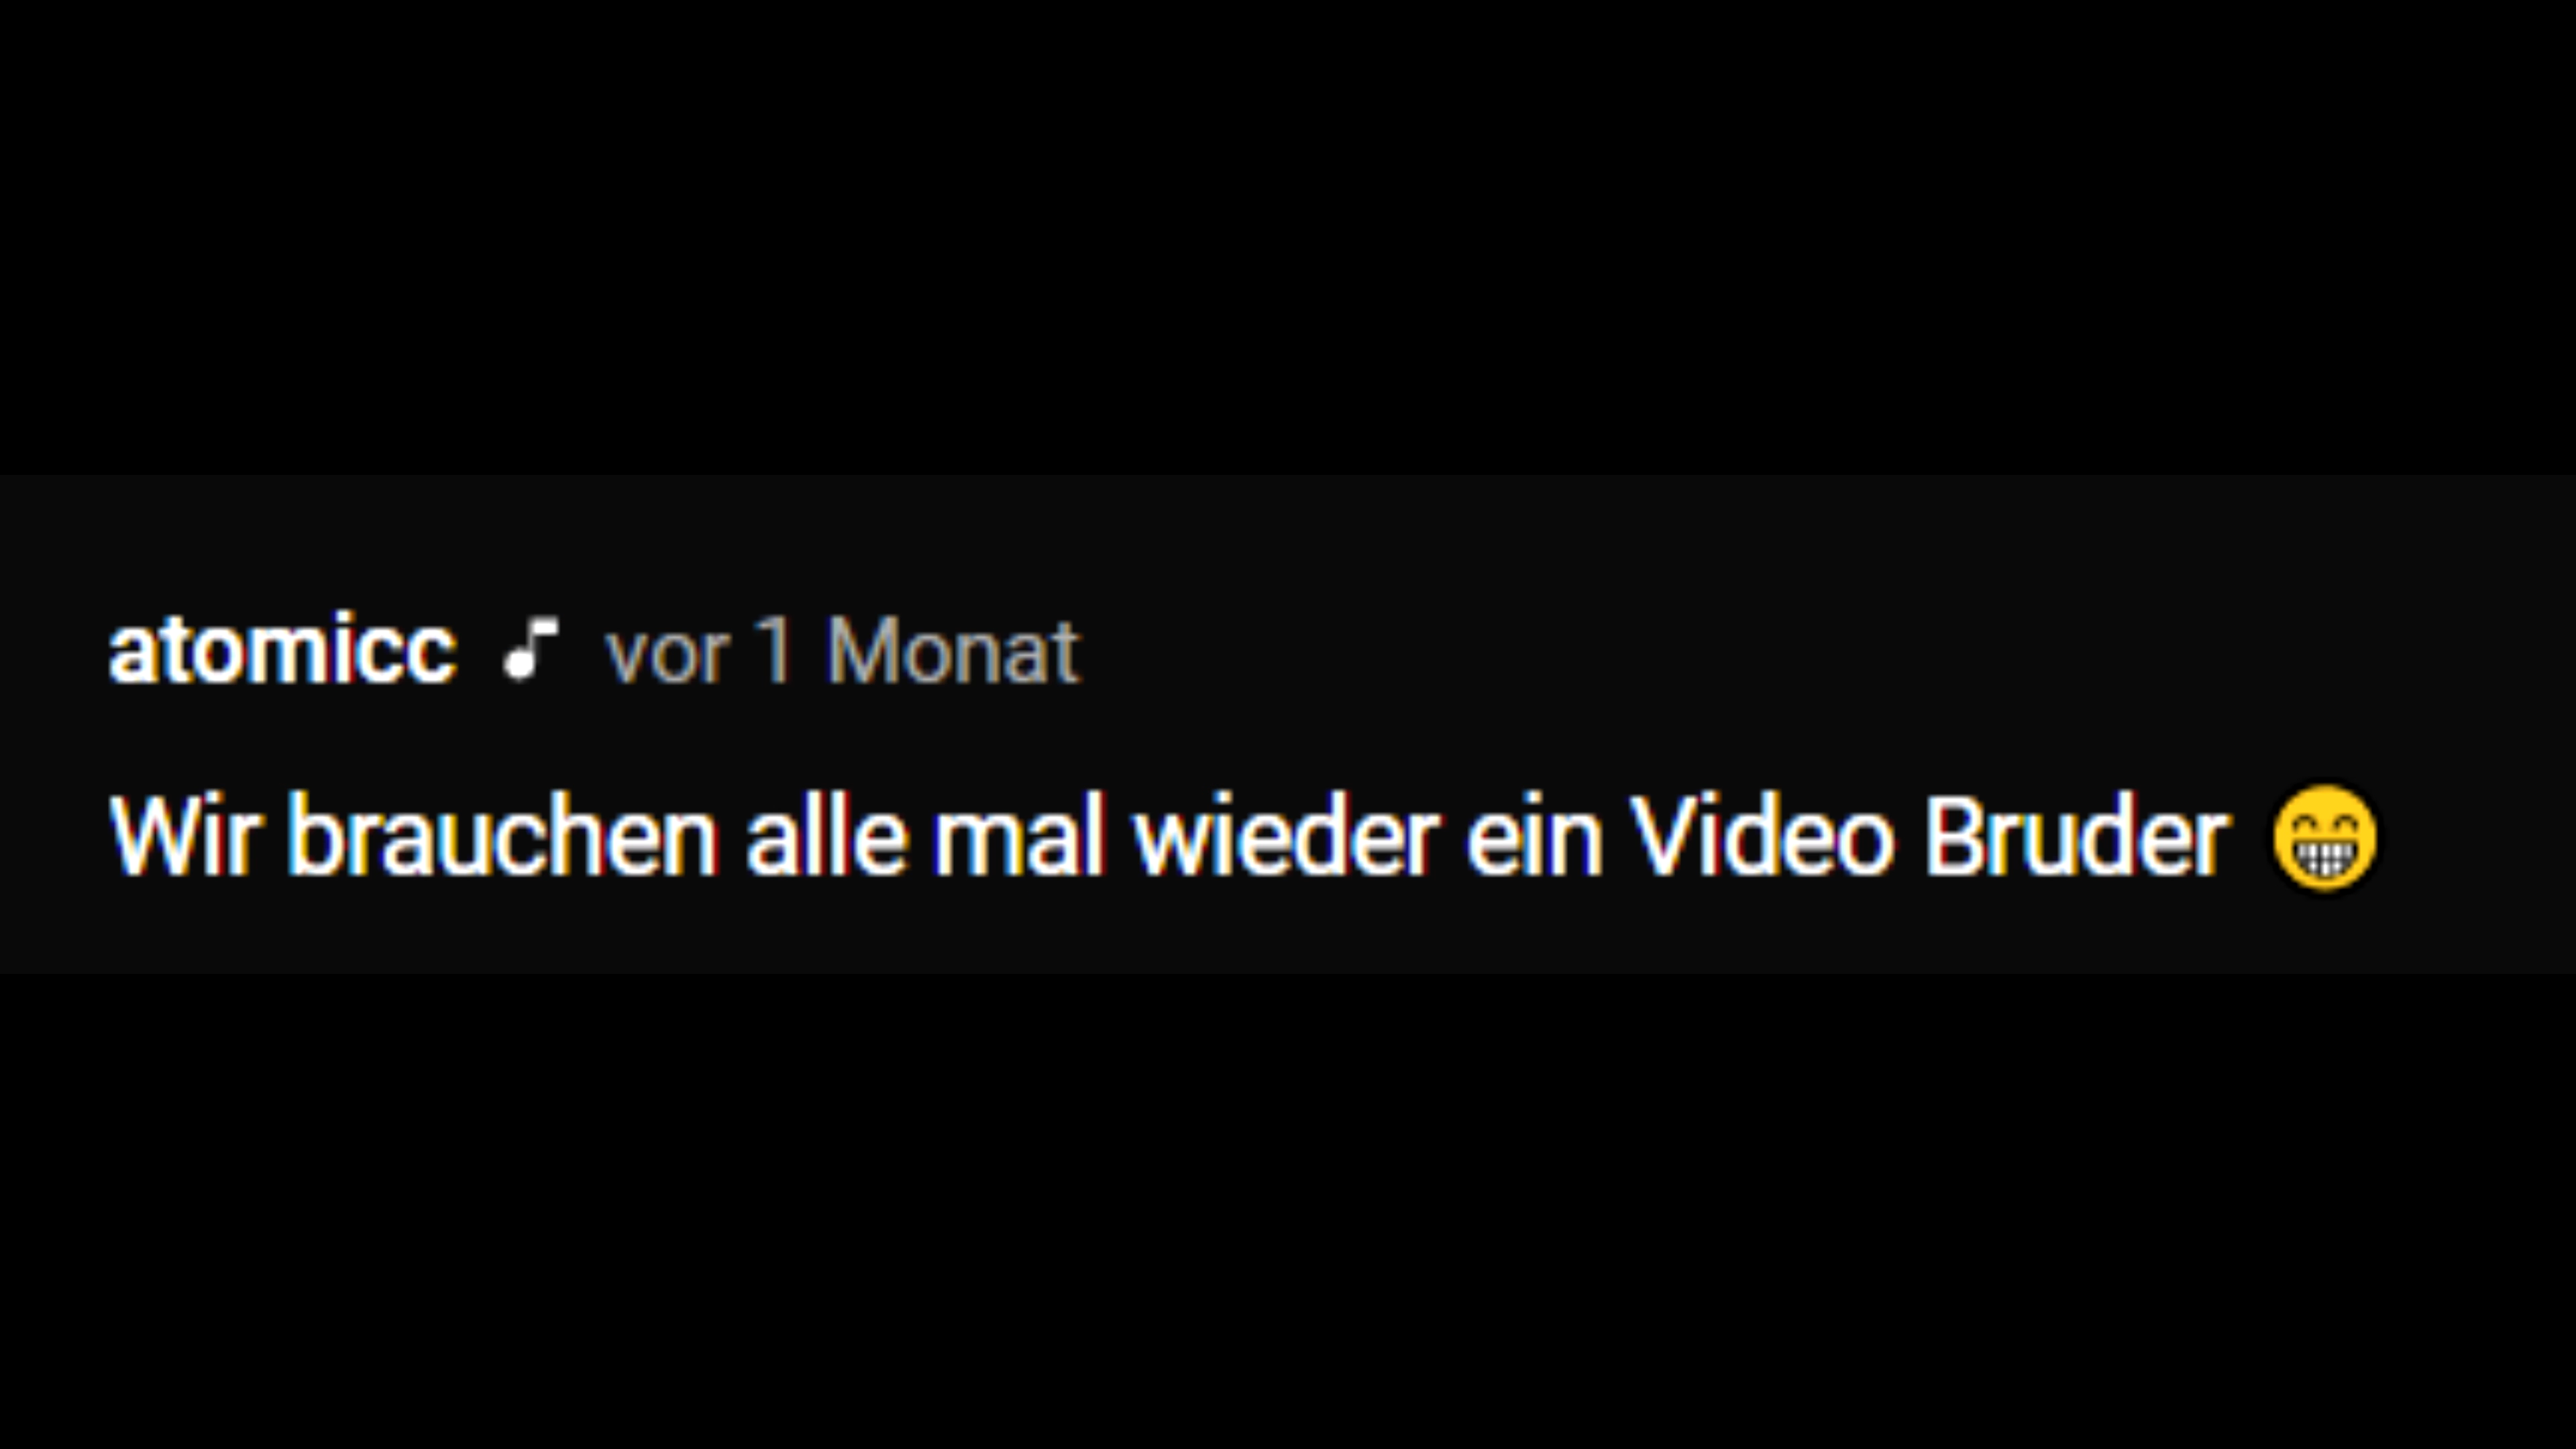 atomicc ♪ vor 1 Monat
Wir brauchen alle mal wieder ein Video Bruder 😁